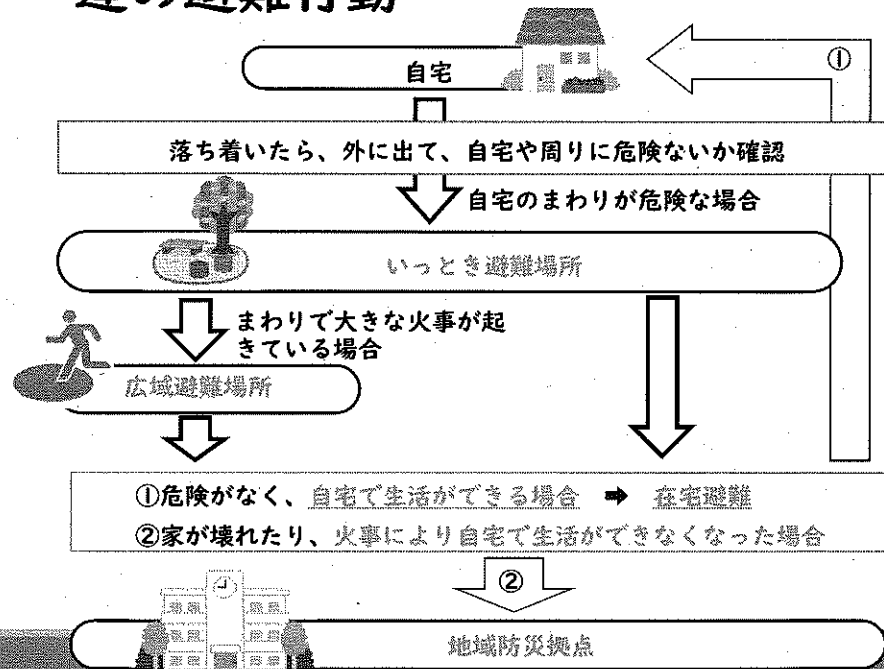 の避難行動
自宅
①
落ち着いたら、外に出て、自宅や周りに危険ないか確認
自宅のまわりが危険な場合
いっとき避難場所
まわりで大きな火事が起
きている場合
広域避難場所
①危険がなく、自宅で生活ができる場合 ➡ 在宅避難
②家が壊れたり、火事により自宅で生活ができなくなった場合
②
地域防災拠点